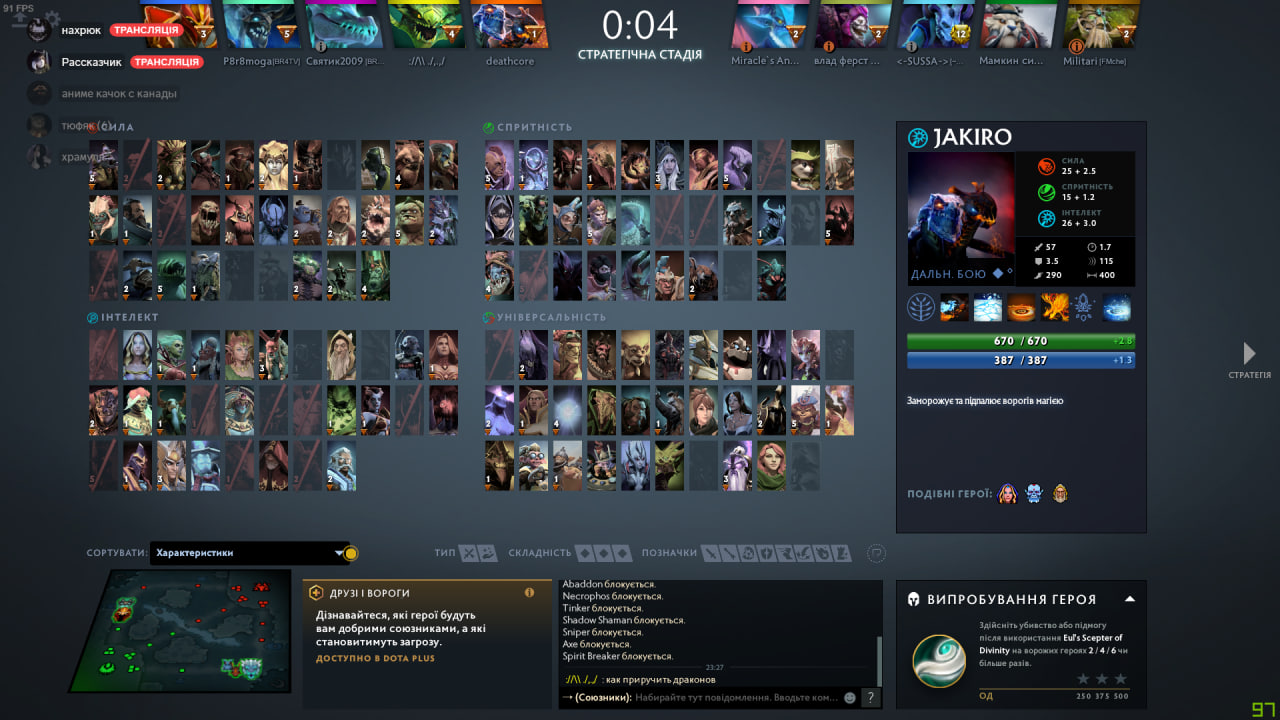 91 FPS
нахрюк ТРАНСЛЯЦІЯ
Рассказчик ТРАНСЛЯЦІЯ
аниме качок с канады
тюфяк (6)
храмуля
3
5
4
1
0:04
СТРАТЕГІЧНА СТАДІЯ
2
2
12
2
P8r8moga [BR4TV]
Святик2009 [BR...
://\\ ./,./
deathcore
Miracle`s An...
влад ферст ...
<-SUSSA->[-...
Мамкин си...
Militari [FMche]
СИЛА
СПРИТНІСТЬ
ІНТЕЛЕКТ
УНІВЕРСАЛЬНІСТЬ
JAKIRO
СИЛА
25 + 2.5
СПРИТНІСТЬ
15 + 1.2
ІНТЕЛЕКТ
26 + 3.0
57 1.7
3.5 115
290 400
ДАЛЬН. БОЮ
670 / 670 +2.8
387 / 387 +1.3
Заморожує та підпалює ворогів магією
ПОДІБНІ ГЕРОЇ:
СТРАТЕГІЯ
СОРТУВАТИ: Характеристики
ТИП
СКЛАДНІСТЬ
ПОЗНАЧКИ
ДРУЗІ І ВОРОГИ
Дізнавайтеся, які герої будуть
вам добрими союзниками, а які
становитимуть загрозу.
ДОСТУПНО В DOTA PLUS
Abaddon блокується.
Necrophos блокується.
Tinker блокується.
Shadow Shaman блокується.
Sniper блокується.
Axe блокується.
Spirit Breaker блокується.
23:27
://\\ ./,./ : как приручить драконов
→ (Союзники): Набирайте тут повідомлення. Вводьте ком...
?
ВИПРОБУВАННЯ ГЕРОЯ
Здійсніть убивство або підмогу
після використання Eul's Scepter of
Divinity на ворожих героях 2 / 4 / 6 чи
більше разів.
ОД 250 375 500
97